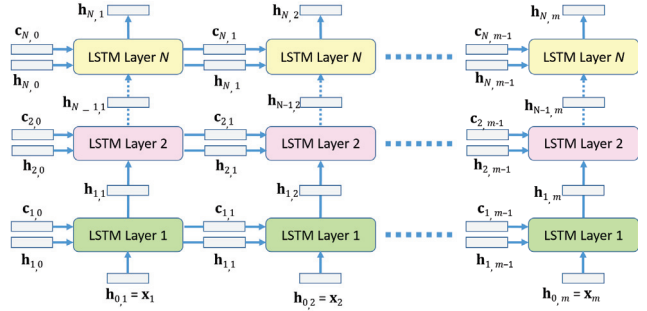 h_{N, 1} h_{N,2} h_{N, m}
c_{N, 0} c_{N, 1} c_{N, m−1}
LSTM Layer N LSTM Layer N LSTM Layer N
h_{N, 0} h_{N, 1} h_{N, m−1}
h_{N − 1,1} h_{N-1,2} h_{N-1, m}
c_{2,0} c_{2,1} c_{2, m-1}
LSTM Layer 2 LSTM Layer 2 LSTM Layer 2
h_{2,0} h_{2,1} h_{2, m−1}
h_{1,1} h_{1,2} h_{1, m}
c_{1,0} c_{1,1} c_{1, m−1}
LSTM Layer 1 LSTM Layer 1 LSTM Layer 1
h_{1,0} h_{1,1} h_{1, m−1}
h_{0,1} = x_1 h_{0,2} = x_2 h_{0, m} = x_m